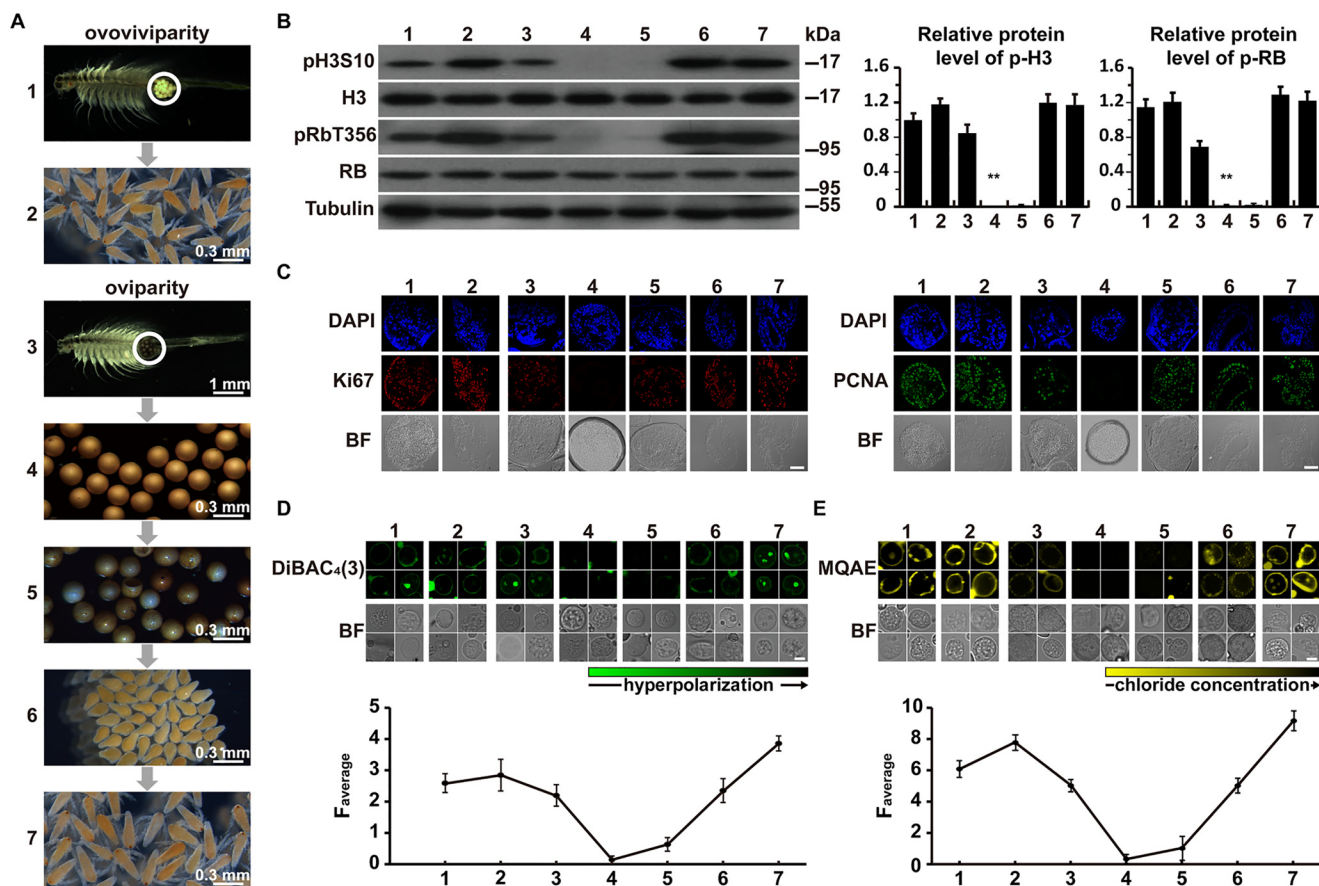 A
ovoviviparity
1
2
0.3 mm
oviparity
3
1 mm
4
0.3 mm
5
0.3 mm
6
0.3 mm
7
0.3 mm
B
1 2 3 4 5 6 7 kDa
pH3S10 –17
H3 –17
pRbT356
–95
RB
–95
Tubulin –55
Relative protein
level of p-H3
1.6
1.2
0.8
0.4
0
**
1 2 3 4 5 6 7
Relative protein
level of p-RB
1.6
1.2
0.8
0.4
0
**
1 2 3 4 5 6 7
C
1 2 3 4 5 6 7
DAPI
Ki67
BF
1 2 3 4 5 6 7
DAPI
PCNA
BF
D
1 2 3 4 5 6 7
DiBAC4(3)
BF
hyperpolarization
5
4
3
2
1
0
Faverage
1 2 3 4 5 6 7
E
1 2 3 4 5 6 7
MQAE
BF
chloride concentration
10
8
6
4
2
0
Faverage
1 2 3 4 5 6 7